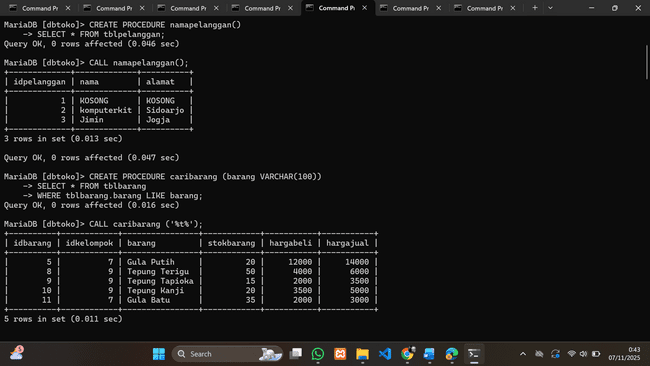 Command Pr
Command Pr
Command Pr
Command Pr
Command Pr
Command Pr
Command Pr
MariaDB [dbtoko]> CREATE PROCEDURE namapelanggan()
    -> SELECT * FROM tblpelanggan;
Query OK, 0 rows affected (0.046 sec)

MariaDB [dbtoko]> CALL namapelanggan();
+-------------+-------------+----------+
| idpelanggan | nama        | alamat   |
+-------------+-------------+----------+
|           1 | KOSONG      | KOSONG   |
|           2 | komputerkit | Sidoarjo |
|           3 | Jimin       | Jogja    |
+-------------+-------------+----------+
3 rows in set (0.013 sec)

Query OK, 0 rows affected (0.047 sec)

MariaDB [dbtoko]> CREATE PROCEDURE caribarang (barang VARCHAR(100))
    -> SELECT * FROM tblbarang
    -> WHERE tblbarang.barang LIKE barang;
Query OK, 0 rows affected (0.016 sec)

MariaDB [dbtoko]> CALL caribarang ('%t%');
+----------+------------+----------------+------------+-----------+-----------+
| idbarang | idkelompok | barang         | stokbarang | hargabeli | hargajual |
+----------+------------+----------------+------------+-----------+-----------+
|        5 |          7 | Gula Putih     |         20 |     12000 |     14000 |
|        8 |          9 | Tepung Terigu  |         50 |      4000 |      6000 |
|        9 |          9 | Tepung Tapioka |         15 |      2000 |      3500 |
|       10 |          9 | Tepung Kanji   |         20 |      3500 |      5000 |
|       11 |          7 | Gula Batu      |         35 |      2000 |      3000 |
+----------+------------+----------------+------------+-----------+-----------+
5 rows in set (0.011 sec)
Search
0:43
07/11/2025